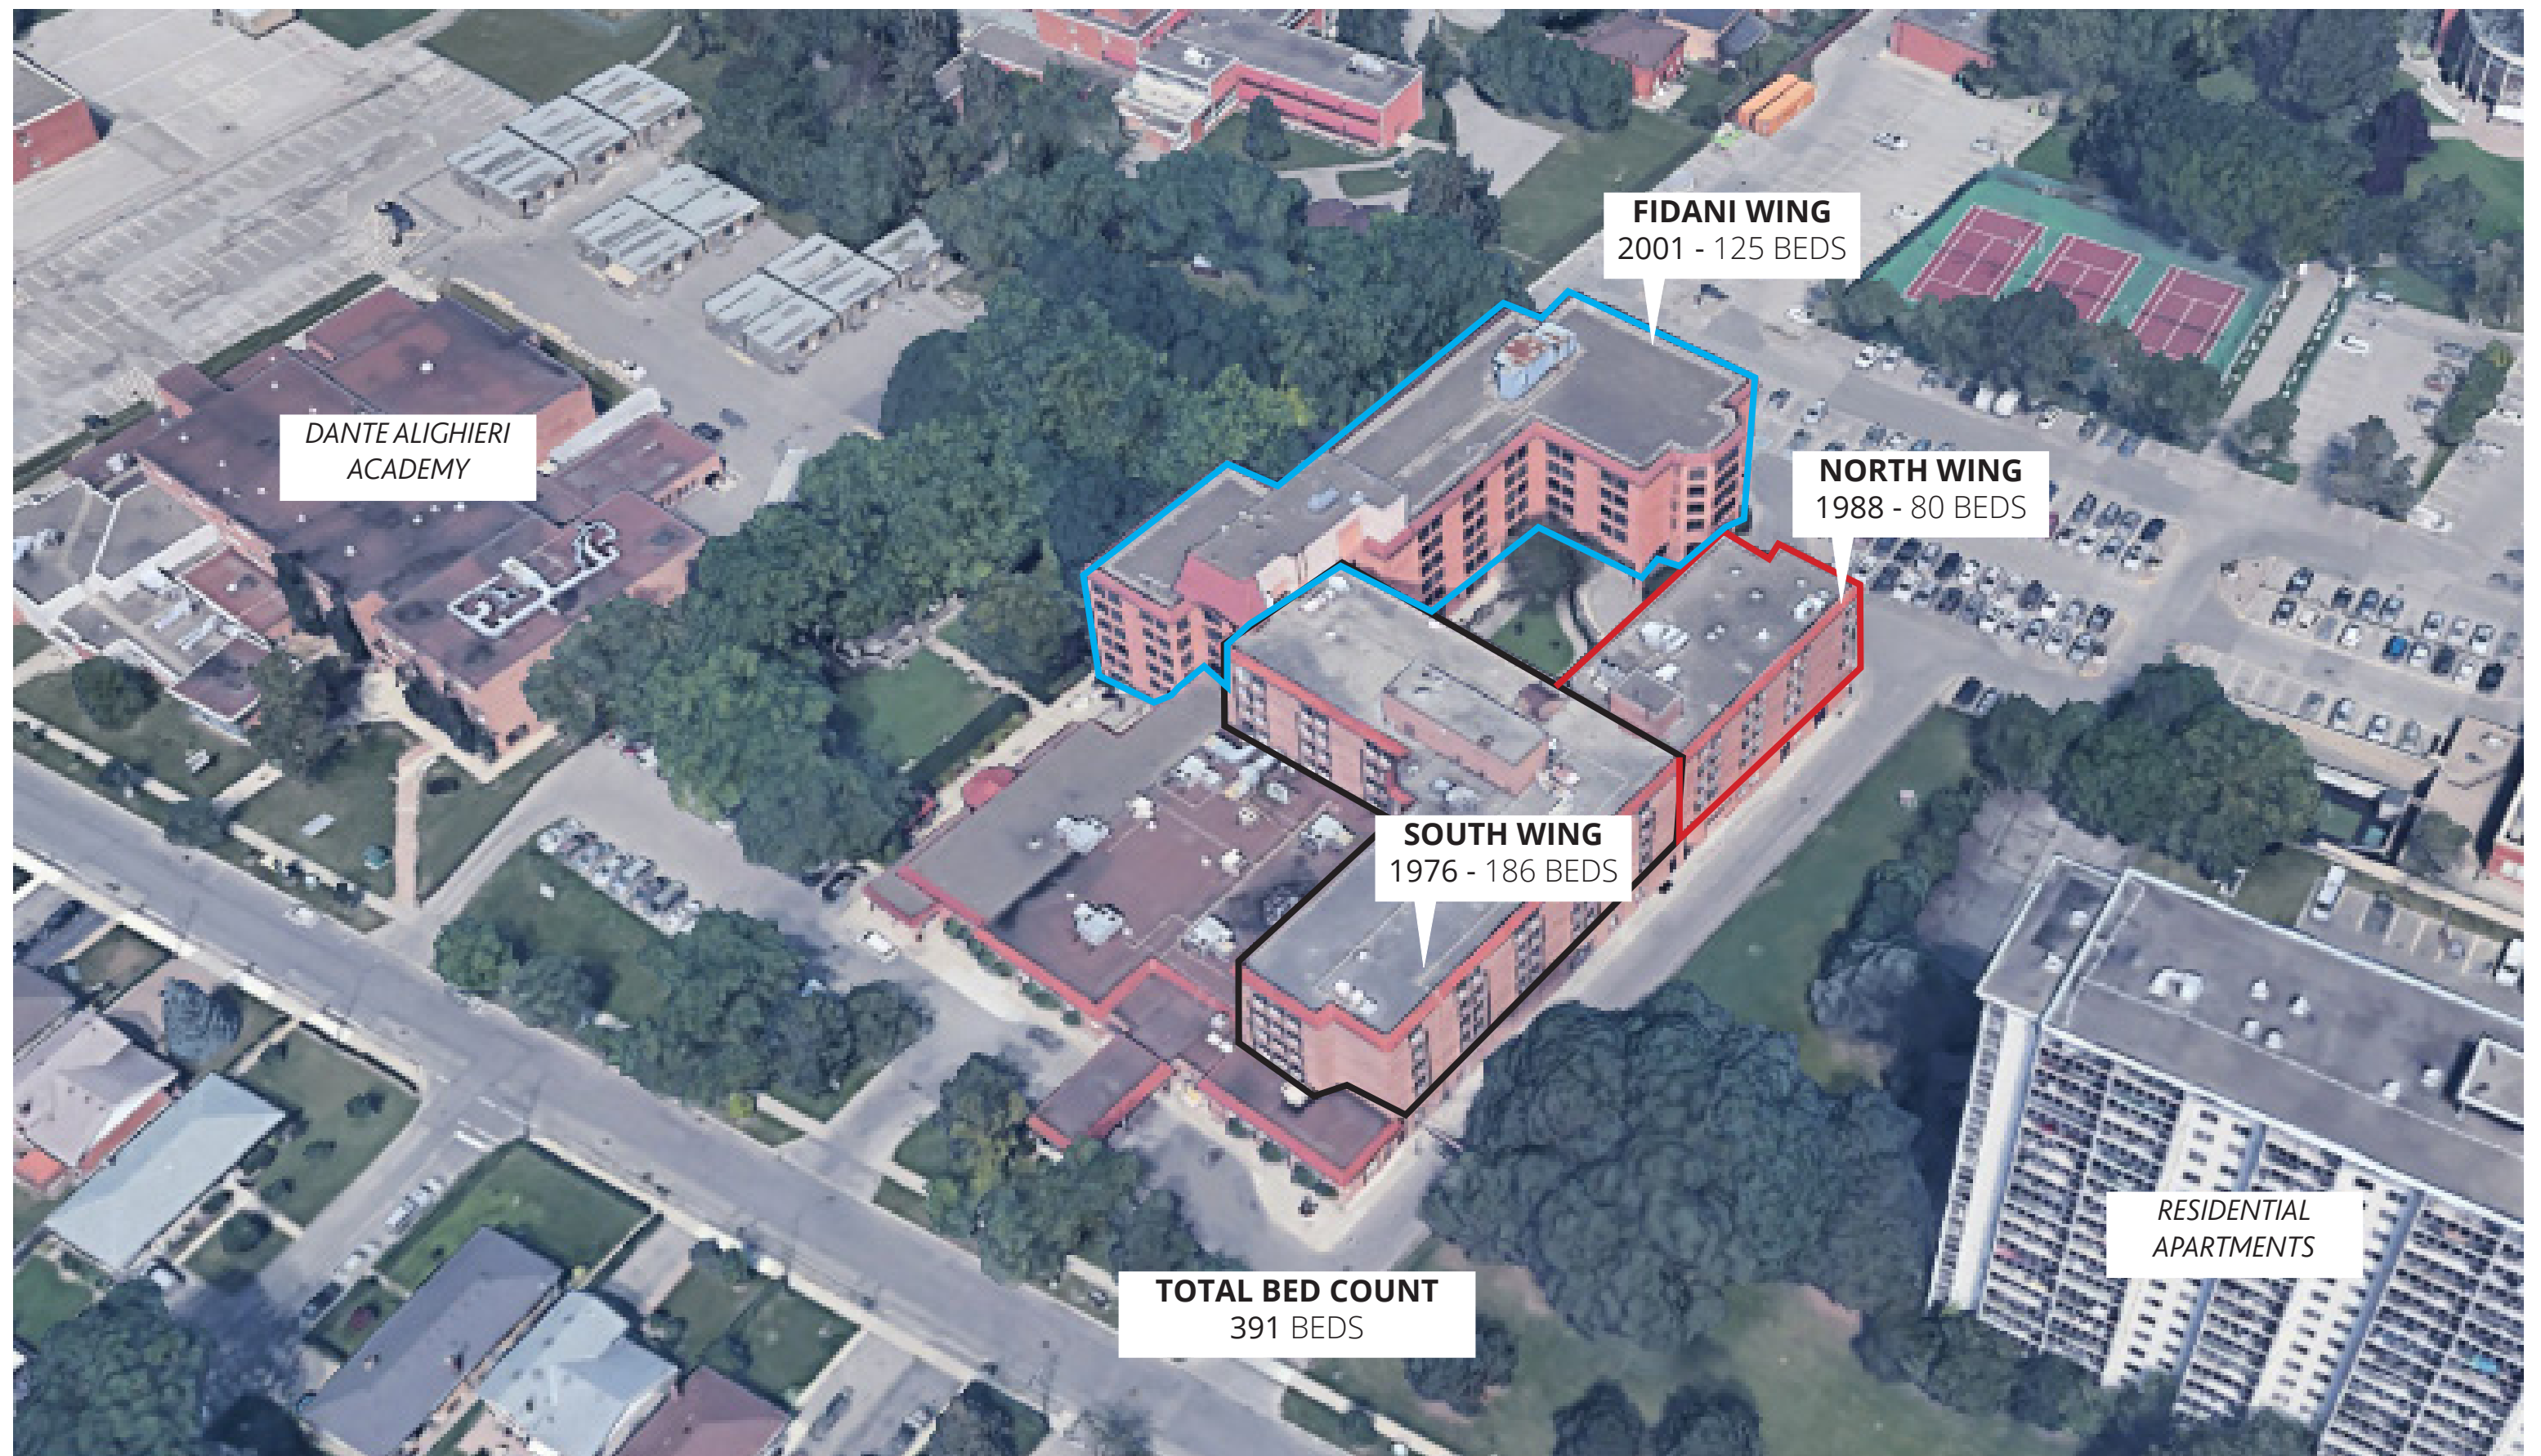 FIDANI WING
2001 - 125 BEDS
DANTE ALIGHIERI
ACADEMY
NORTH WING
1988 - 80 BEDS
SOUTH WING
1976 - 186 BEDS
RESIDENTIAL
APARTMENTS
TOTAL BED COUNT
391 BEDS